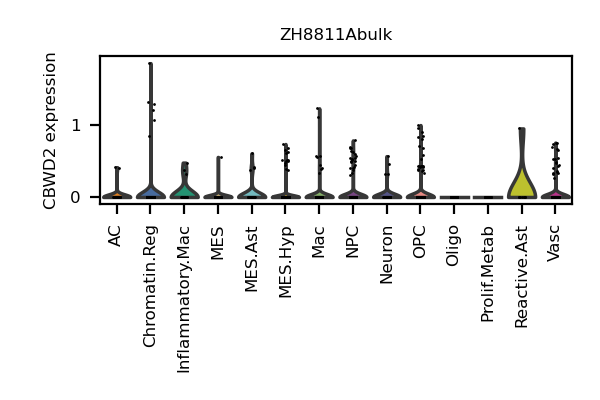 ZH8811Abulk
CBWD2 expression
1
0
AC
Chromatin.Reg
Inflammatory.Mac
MES
MES.Ast
MES.Hyp
Mac
NPC
Neuron
OPC
Oligo
Prolif.Metab
Reactive.Ast
Vasc